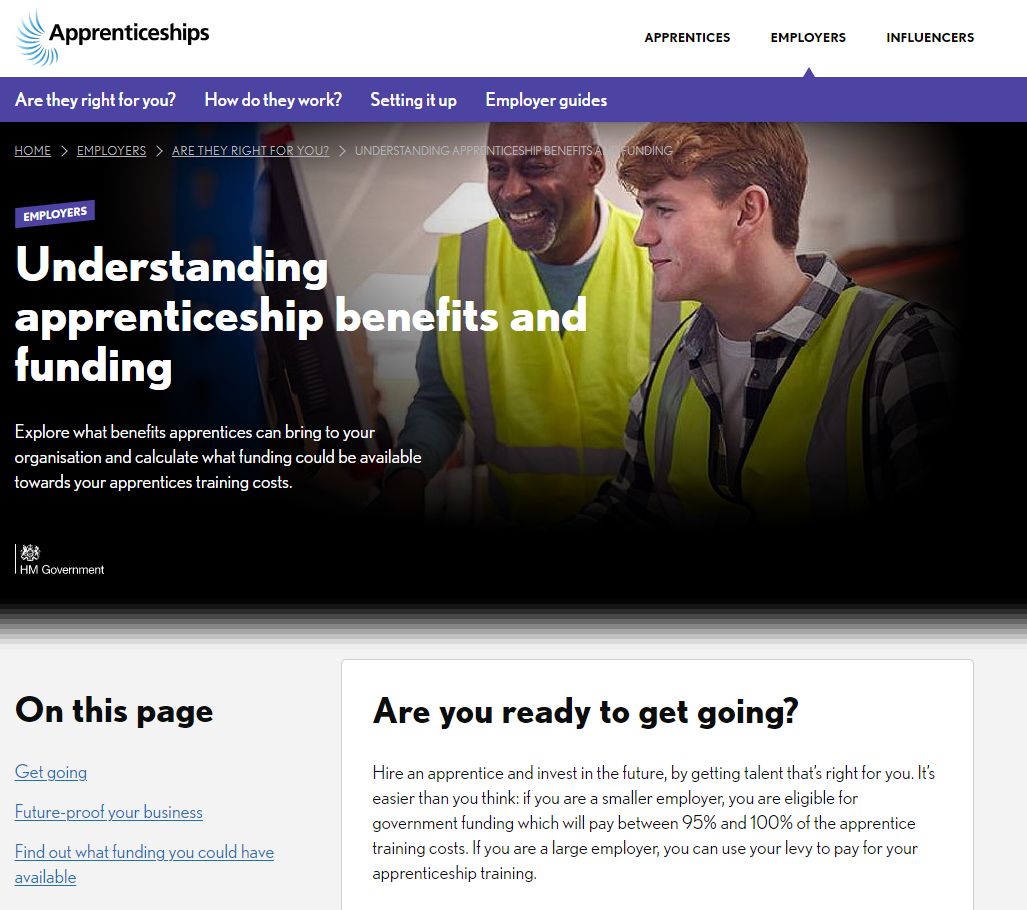 Apprenticeships
APPRENTICES EMPLOYERS INFLUENCERS
Are they right for you? How do they work? Setting it up Employer guides
HOME EMPLOYERS ARE THEY RIGHT FOR YOU? UNDERSTANDING APPRENTICESHIP BENEFITS AND FUNDING
EMPLOYERS
Understanding
apprenticeship benefits and
funding
Explore what benefits apprentices can bring to your
organisation and calculate what funding could be available
towards your apprentices training costs.
HM Government
On this page
Get going
Future-proof your business
Find out what funding you could have
available
Are you ready to get going?
Hire an apprentice and invest in the future, by getting talent that's right for you. It's
easier than you think: if you are a smaller employer, you are eligible for
government funding which will pay between 95% and 100% of the apprentice
training costs. If you are a large employer, you can use your levy to pay for your
apprenticeship training.